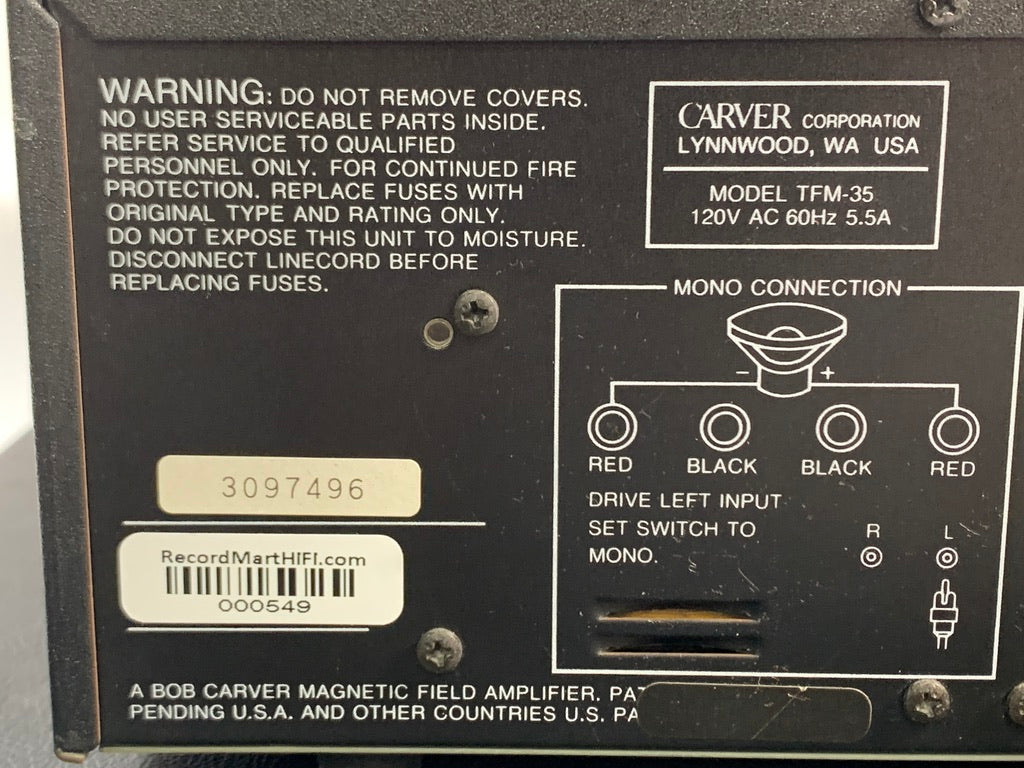 WARNING: DO NOT REMOVE COVERS.
NO USER SERVICEABLE PARTS INSIDE.
REFER SERVICE TO QUALIFIED
PERSONNEL ONLY. FOR CONTINUED FIRE
PROTECTION. REPLACE FUSES WITH
ORIGINAL TYPE AND RATING ONLY.
DO NOT EXPOSE THIS UNIT TO MOISTURE.
DISCONNECT LINECORD BEFORE
REPLACING FUSES.
CARVER CORPORATION
LYNNWOOD, WA USA
MODEL TFM-35
120V AC 60Hz 5.5A
MONO CONNECTION
− +
RED BLACK BLACK RED
DRIVE LEFT INPUT
SET SWITCH TO
MONO.
R L
3097496
RecordMartHiFi.com
000549
A BOB CARVER MAGNETIC FIELD AMPLIFIER. PAT
PENDING U.S.A. AND OTHER COUNTRIES U.S. PA